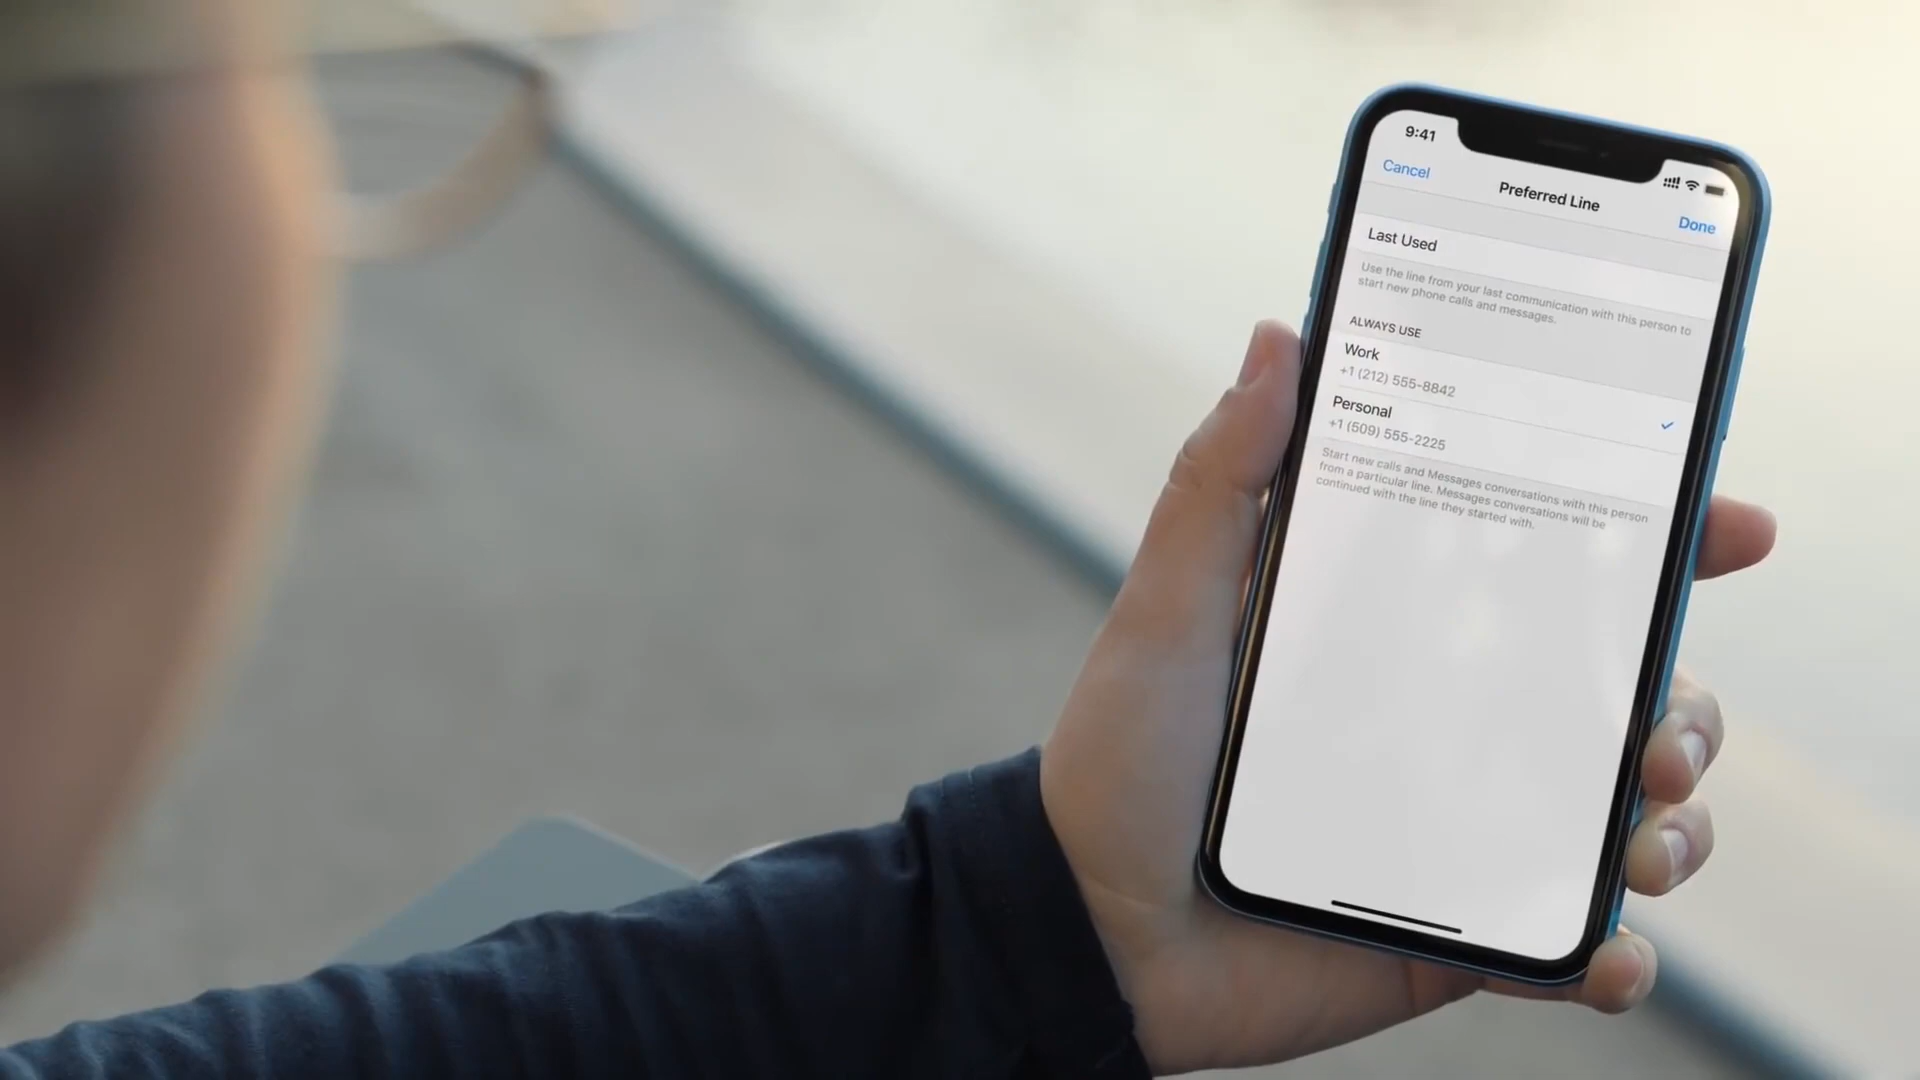 9:41
Cancel
Preferred Line
Done
Last Used
Use the line from your last communication with this person to
start new phone calls and messages.
ALWAYS USE
Work
+1 (212) 555-8842
Personal
+1 (509) 555-2225
Start new calls and Messages conversations with this person
from a particular line. Messages conversations will be
continued with the line they started with.